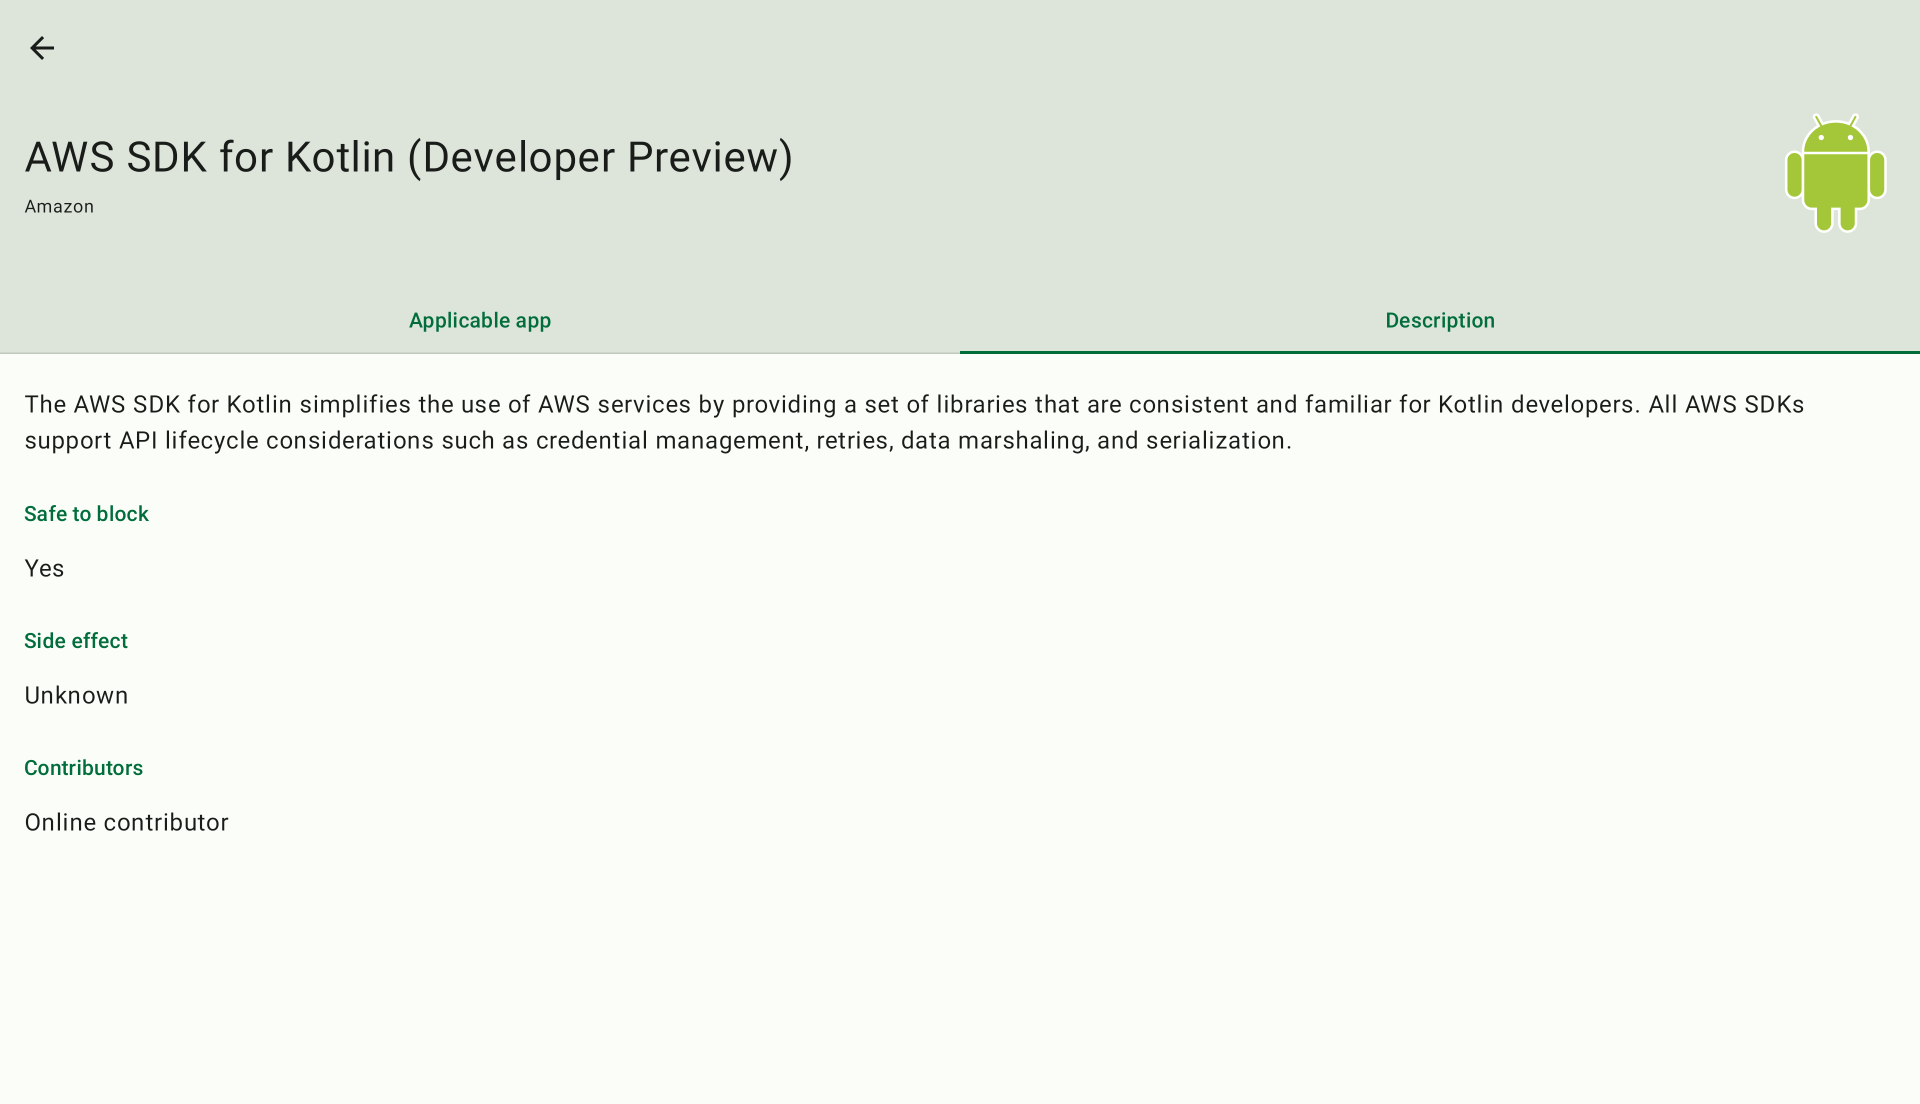 AWS SDK for Kotlin (Developer Preview)
Amazon
Applicable app
Description
The AWS SDK for Kotlin simplifies the use of AWS services by providing a set of libraries that are consistent and familiar for Kotlin developers. All AWS SDKs
support API lifecycle considerations such as credential management, retries, data marshaling, and serialization.
Safe to block
Yes
Side effect
Unknown
Contributors
Online contributor